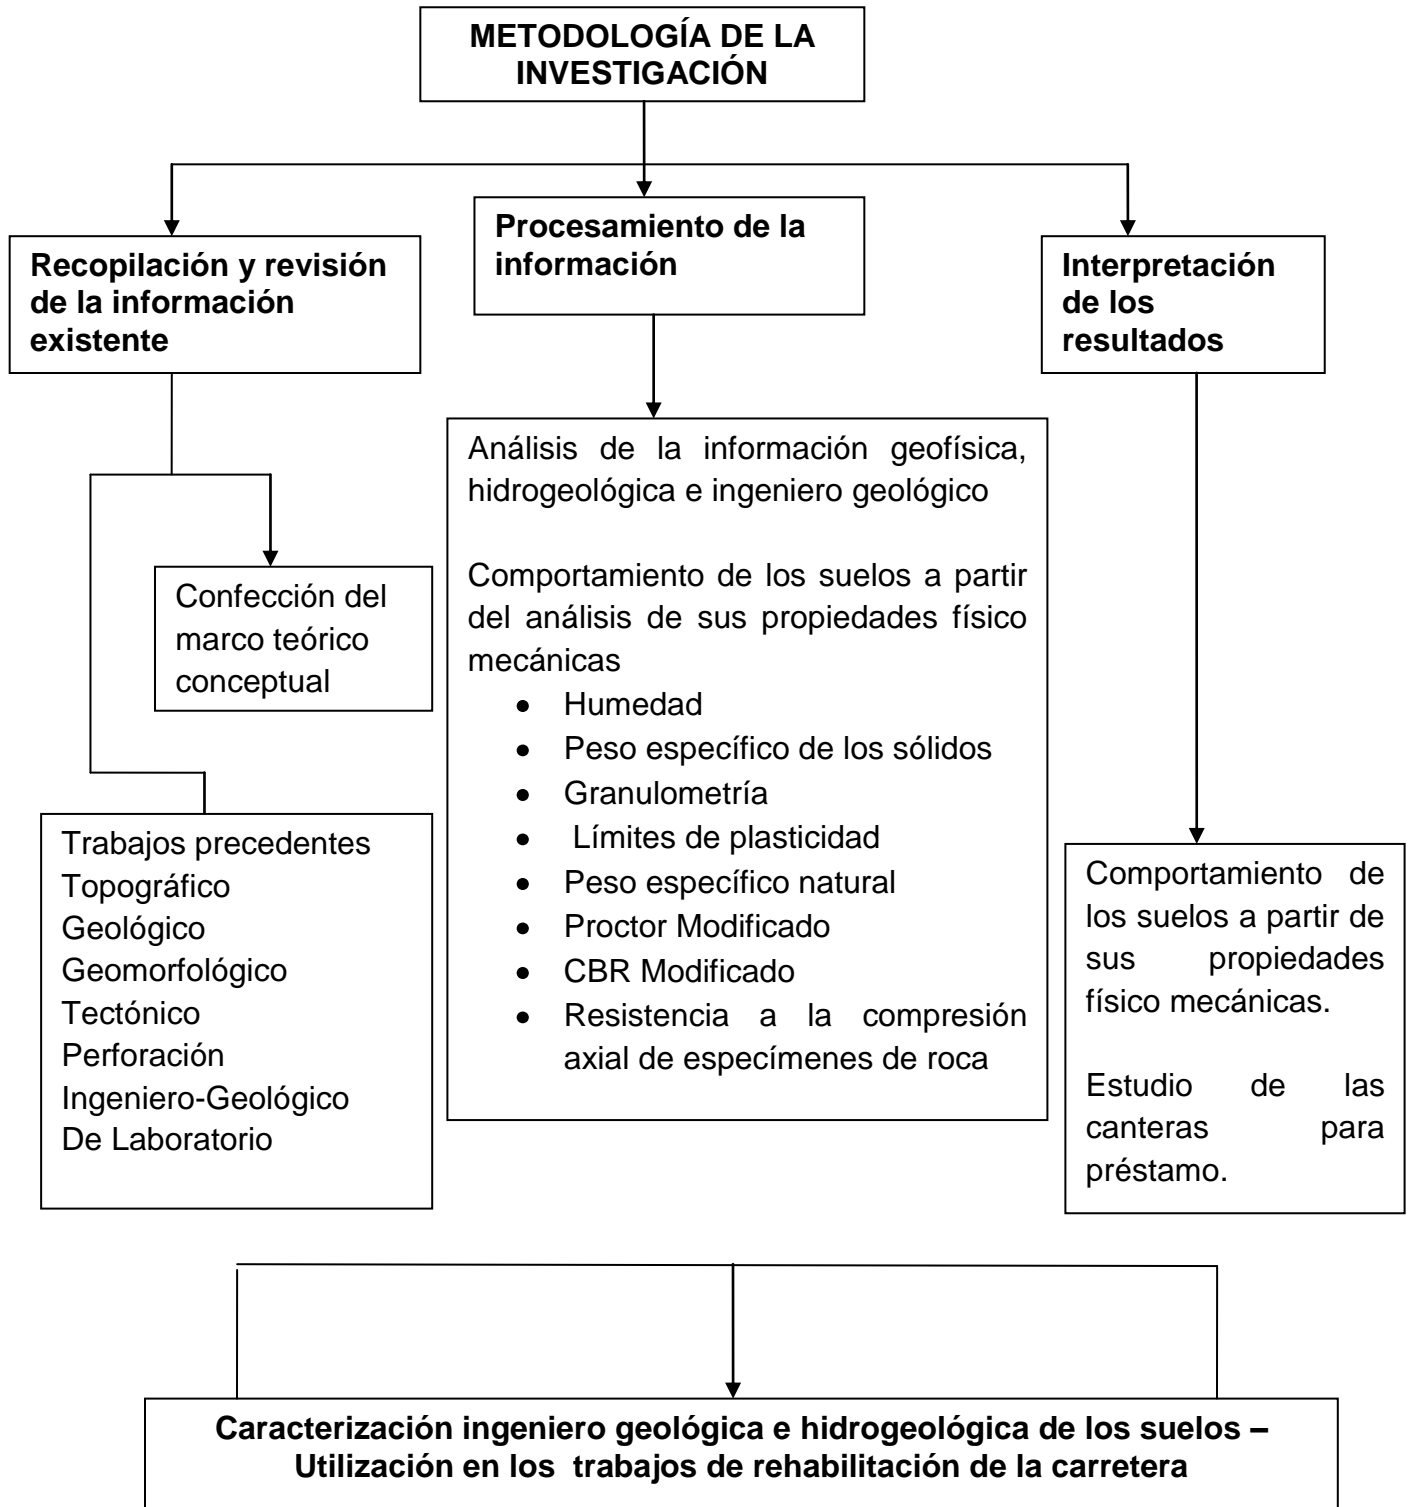 METODOLOGÍA DE LA
INVESTIGACIÓN
Recopilación y revisión
de la información
existente
Confección del
marco teórico
conceptual
Trabajos precedentes
Topográfico
Geológico
Geomorfológico
Tectónico
Perforación
Ingeniero-Geológico
De Laboratorio
Procesamiento de la
información
Análisis de la información geofísica,
hidrogeológica e ingeniero geológico
Comportamiento de los suelos a partir
del análisis de sus propiedades físico
mecánicas
• Humedad
• Peso específico de los sólidos
• Granulometría
• Límites de plasticidad
• Peso específico natural
• Proctor Modificado
• CBR Modificado
• Resistencia a la compresión
axial de especímenes de roca
Interpretación
de los
resultados
Comportamiento de
los suelos a partir de
sus propiedades
físico mecánicas.
Estudio de las
canteras para
préstamo.
Caracterización ingeniero geológica e hidrogeológica de los suelos –
Utilización en los trabajos de rehabilitación de la carretera